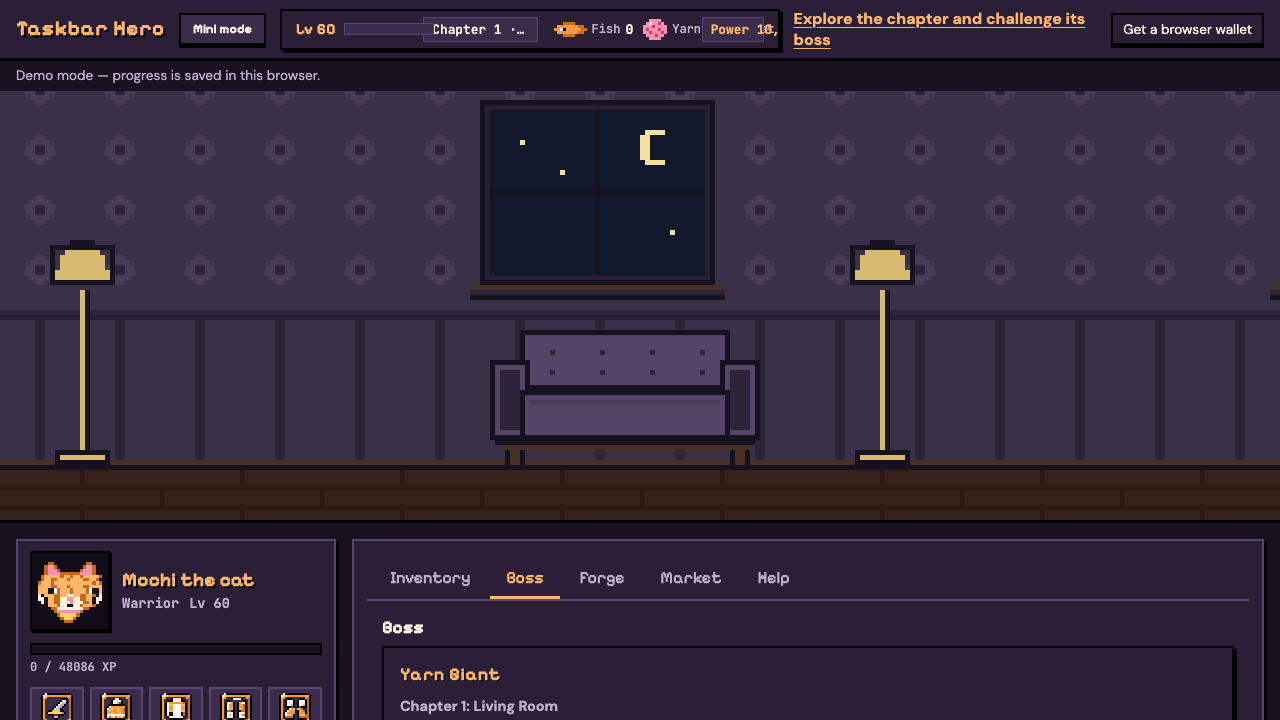 Taskbar Hero
Mini mode
Lv 60
Chapter 1 ·…
Fish 0
Yarn
Power 10,
Explore the chapter and challenge its
boss
Get a browser wallet
Demo mode — progress is saved in this browser.
Mochi the cat
Warrior Lv 60
0 / 48086 XP
Inventory
Boss
Forge
Market
Help
Boss
Yarn Giant
Chapter 1: Living Room